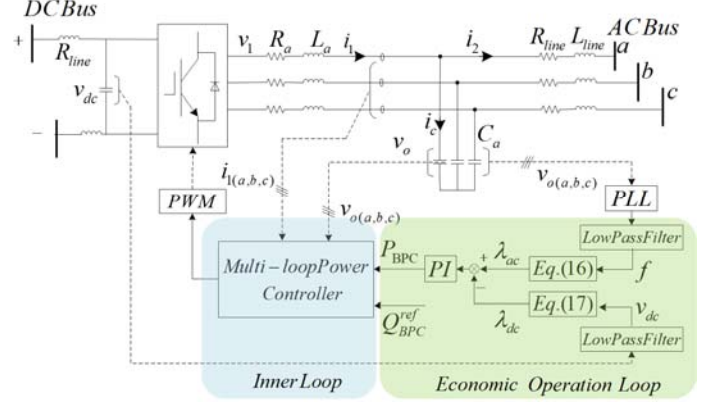 DC Bus
AC Bus
+
R_line
v_1
R_a
L_a
i_1
i_2
R_line
L_line
a
b
c
v_dc
−
i_c
C_a
v_o
i_1(a,b,c)
v_o(a,b,c)
v_o(a,b,c)
PWM
PLL
LowPassFilter
Multi−loopPower
Controller
P_BPC
PI
+
−
λ_ac
Eq.(16)
f
Eq.(17)
λ_dc
v_dc
Q_BPC^ref
LowPassFilter
Inner Loop
Economic Operation Loop